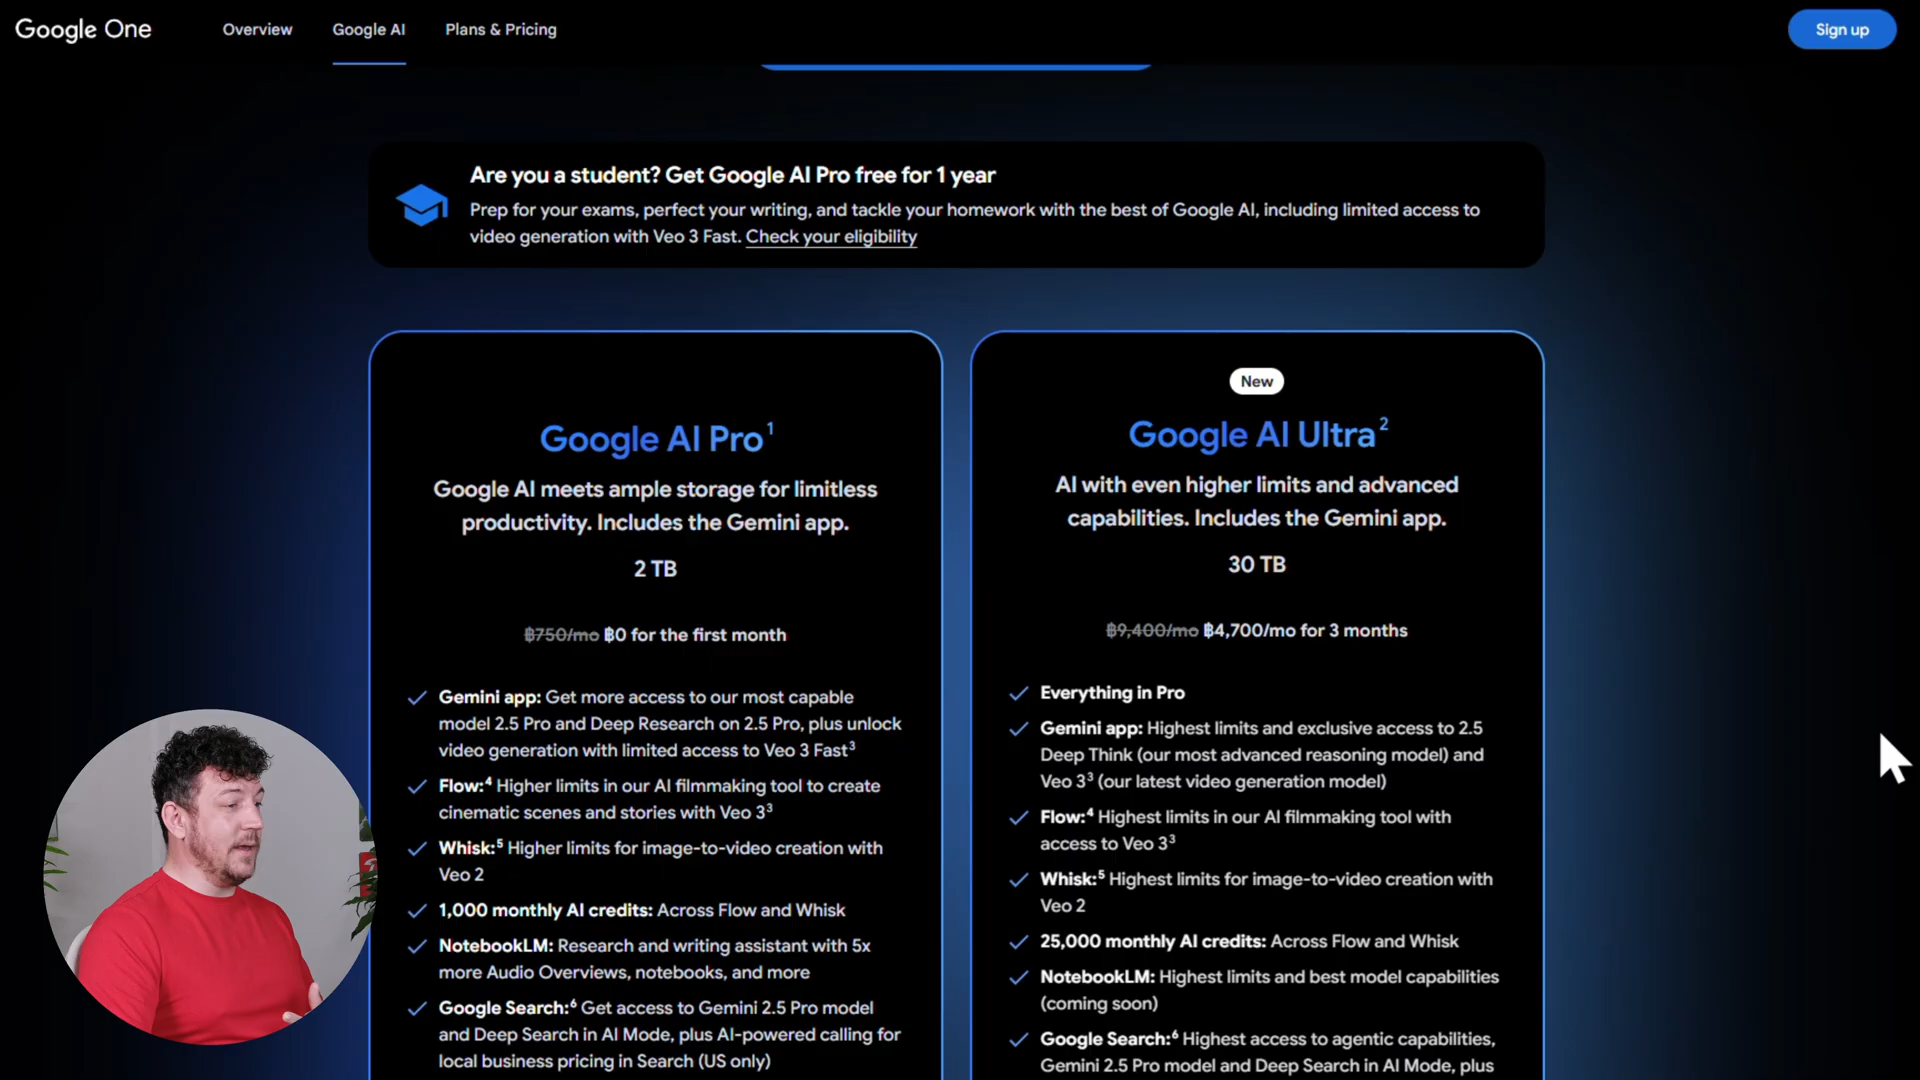 Google One
Overview
Google AI
Plans & Pricing
Sign up
Are you a student? Get Google AI Pro free for 1 year
Prep for your exams, perfect your writing, and tackle your homework with the best of Google AI, including limited access to
video generation with Veo 3 Fast. Check your eligibility
Google AI Pro¹
Google AI meets ample storage for limitless
productivity. Includes the Gemini app.
2 TB
฿750/mo ฿0 for the first month
Gemini app: Get more access to our most capable
model 2.5 Pro and Deep Research on 2.5 Pro, plus unlock
video generation with limited access to Veo 3 Fast³
Flow:⁴ Higher limits in our AI filmmaking tool to create
cinematic scenes and stories with Veo 3³
Whisk:⁵ Higher limits for image-to-video creation with
Veo 2
1,000 monthly AI credits: Across Flow and Whisk
NotebookLM: Research and writing assistant with 5x
more Audio Overviews, notebooks, and more
Google Search:⁶ Get access to Gemini 2.5 Pro model
and Deep Search in AI Mode, plus AI-powered calling for
local business pricing in Search (US only)
New
Google AI Ultra²
AI with even higher limits and advanced
capabilities. Includes the Gemini app.
30 TB
฿9,400/mo ฿4,700/mo for 3 months
Everything in Pro
Gemini app: Highest limits and exclusive access to 2.5
Deep Think (our most advanced reasoning model) and
Veo 3³ (our latest video generation model)
Flow:⁴ Highest limits in our AI filmmaking tool with
access to Veo 3³
Whisk:⁵ Highest limits for image-to-video creation with
Veo 2
25,000 monthly AI credits: Across Flow and Whisk
NotebookLM: Highest limits and best model capabilities
(coming soon)
Google Search:⁶ Highest access to agentic capabilities,
Gemini 2.5 Pro model and Deep Search in AI Mode, plus